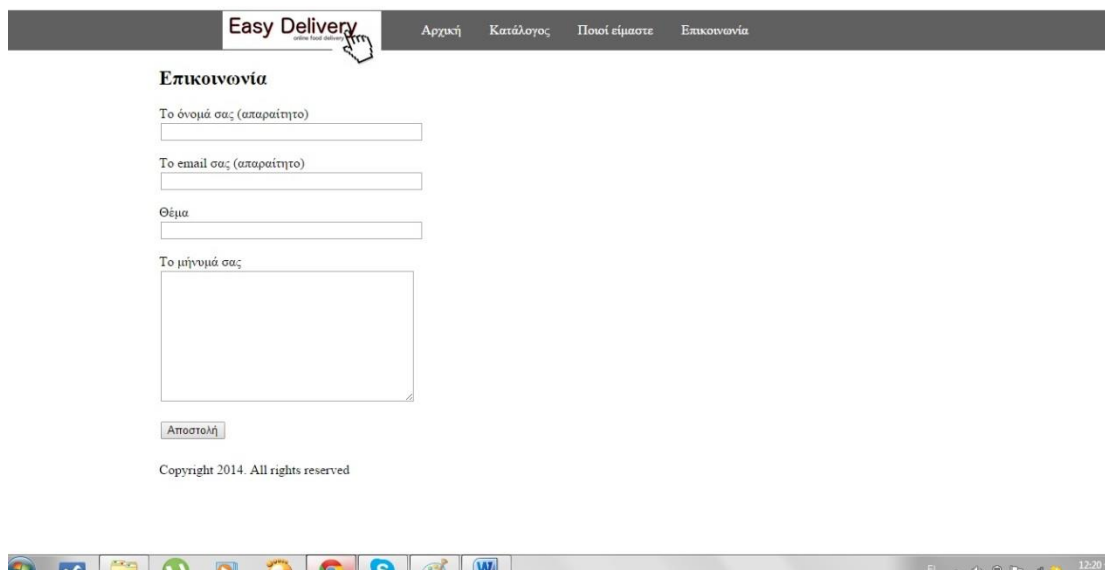 Easy Delivery
online food delivery
Αρχική Κατάλογος Ποιοί είμαστε Επικοινωνία
Επικοινωνία
Το όνομά σας (απαραίτητο)
Το email σας (απαραίτητο)
Θέμα
Το μήνυμά σας
Αποστολή
Copyright 2014. All rights reserved
12:20